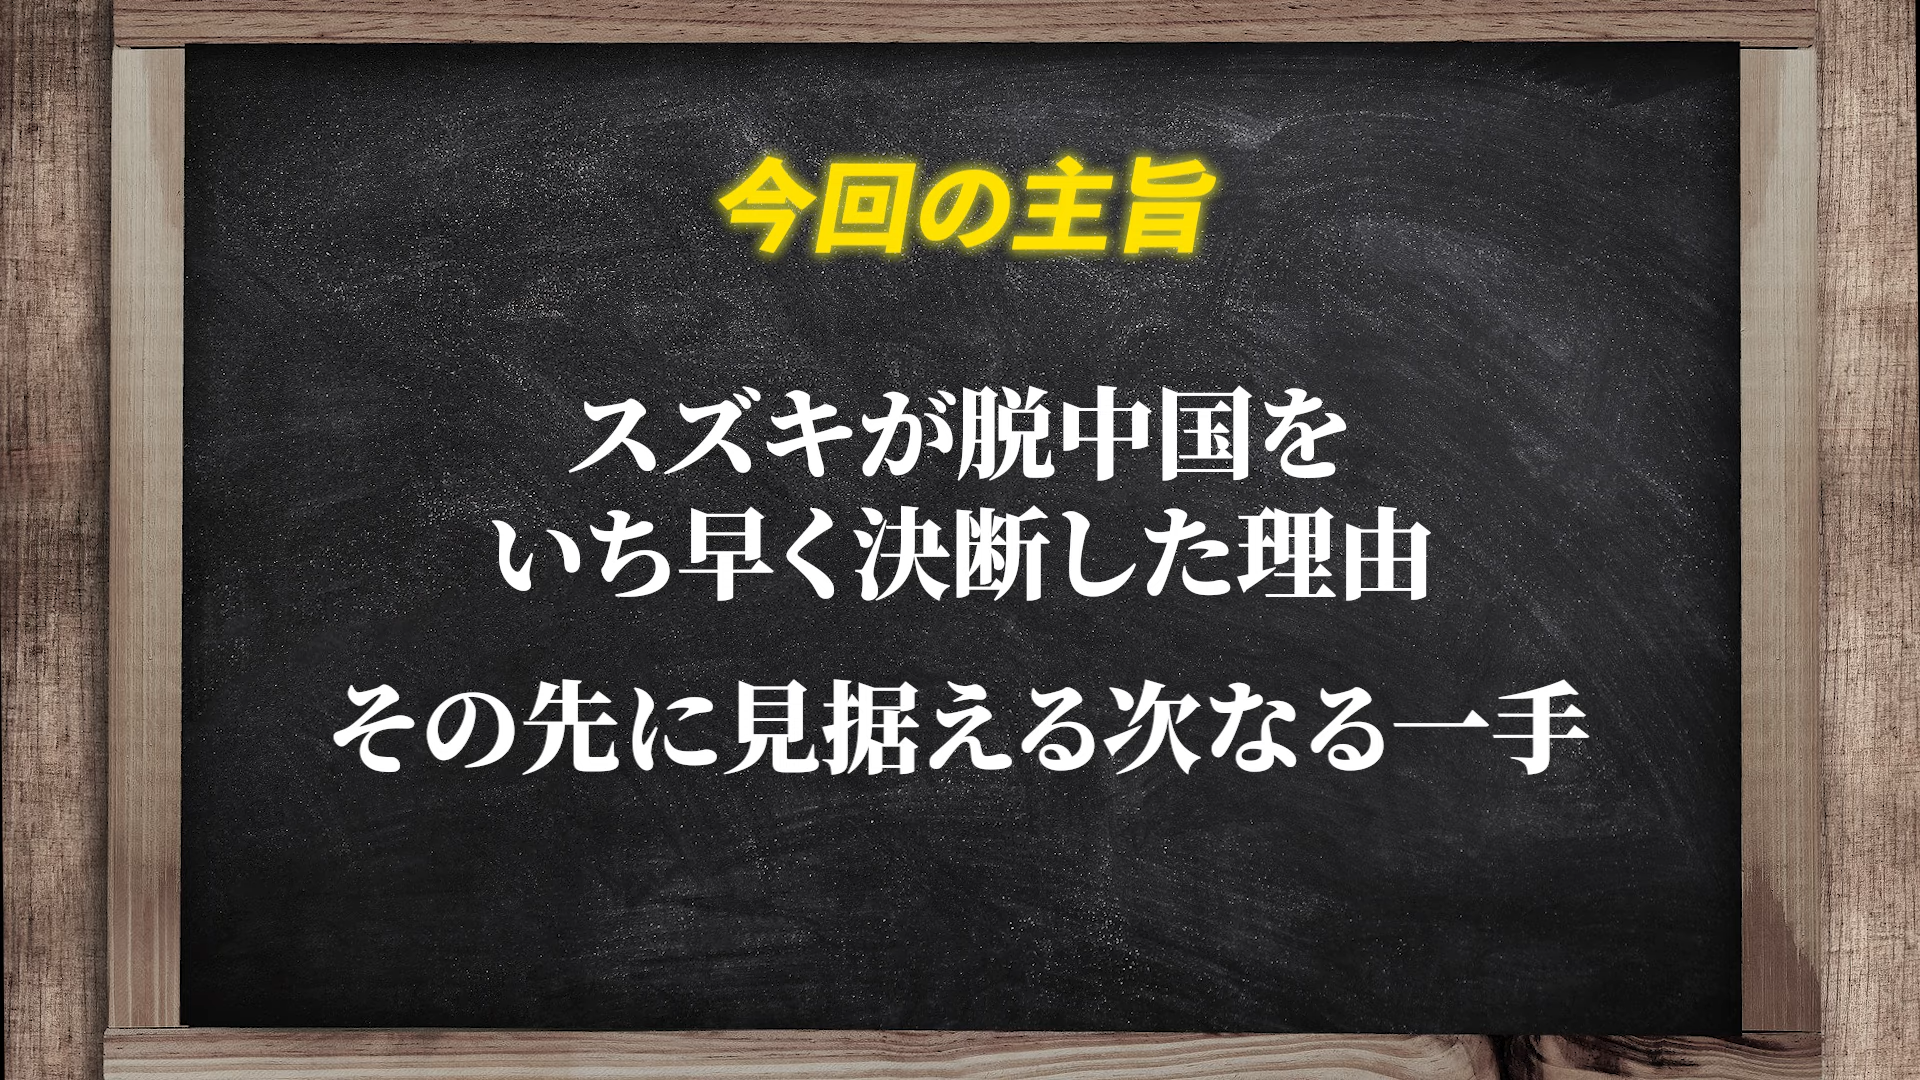 今回の主旨
スズキが脱中国を
いち早く決断した理由
その先に見据える次なる一手